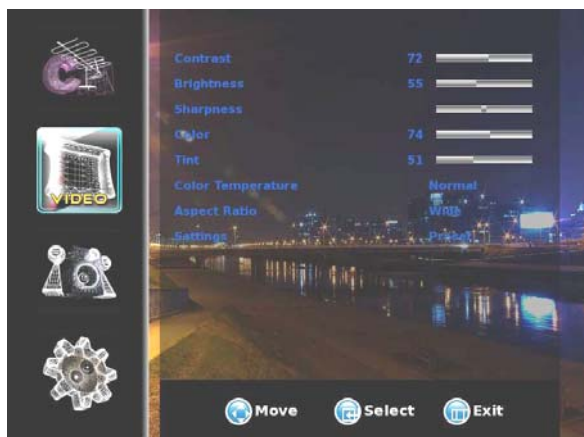 Contrast 72
Brightness 55
Sharpness
Color 74
Tint 51
Color Temperature Normal
Aspect Ratio Wide
Settings Preset
VIDEO
Move Select Exit